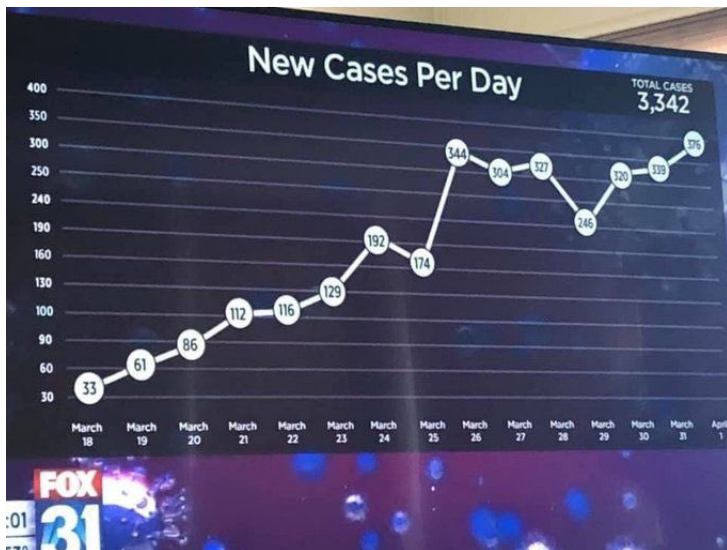 New Cases Per Day
TOTAL CASES
3,342
400
350
300
250
240
190
160
130
100
90
60
30
33
61
86
112
116
129
192
174
344
304
327
246
320
339
376
March 18
March 19
March 20
March 21
March 22
March 23
March 24
March 25
March 26
March 27
March 28
March 29
March 30
March 31
April 1
FOX
31
:01